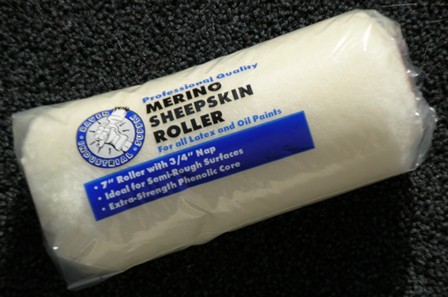 Professional Quality
MERINO
SHEEPSKIN
ROLLER
For all Latex and Oil Paints
• 7" Roller with 3/4" Nap
• Ideal for Semi-Rough Surfaces
• Extra-Strength Phenolic Core
INDUSTRIAL